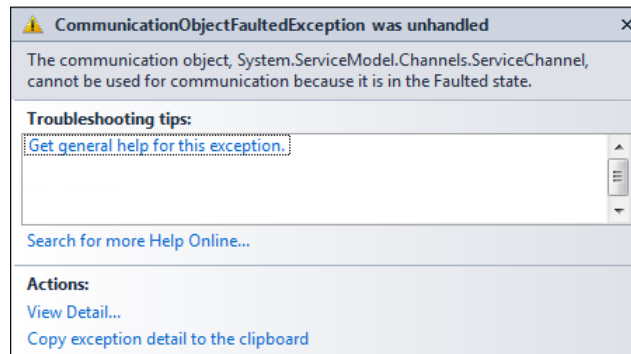 CommunicationObjectFaultedException was unhandled
The communication object, System.ServiceModel.Channels.ServiceChannel,
cannot be used for communication because it is in the Faulted state.
Troubleshooting tips:
Get general help for this exception.
Search for more Help Online...
Actions:
View Detail...
Copy exception detail to the clipboard